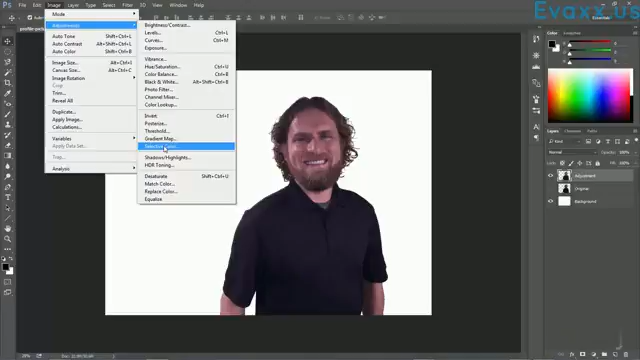 Evaxx.us
Ps File Edit Image Layer Type Select Filter 3D View Window Help
Essentials
Mode
Adjustments
Auto Tone Shift+Ctrl+L
Auto Contrast
Auto Color Shift+Ctrl+B
Image Size... Alt+Ctrl+I
Canvas Size... Alt+Ctrl+C
Image Rotation
Crop
Trim...
Reveal All
Duplicate...
Apply Image...
Calculations...
Variables
Apply Data Set...
Trap...
Analysis
Brightness/Contrast...
Levels... Ctrl+L
Curves... Ctrl+M
Exposure...
Vibrance...
Hue/Saturation... Ctrl+U
Color Balance... Ctrl+B
Black & White... Alt+Shift+Ctrl+B
Photo Filter...
Channel Mixer...
Color Lookup...
Invert Ctrl+I
Posterize...
Threshold...
Gradient Map...
Selective Color...
Shadows/Highlights...
HDR Toning...
Desaturate Shift+Ctrl+U
Match Color...
Replace Color...
Equalize
Color Swatches
Layers
Kind
Normal
Lock:
Adjustment
Original
Background